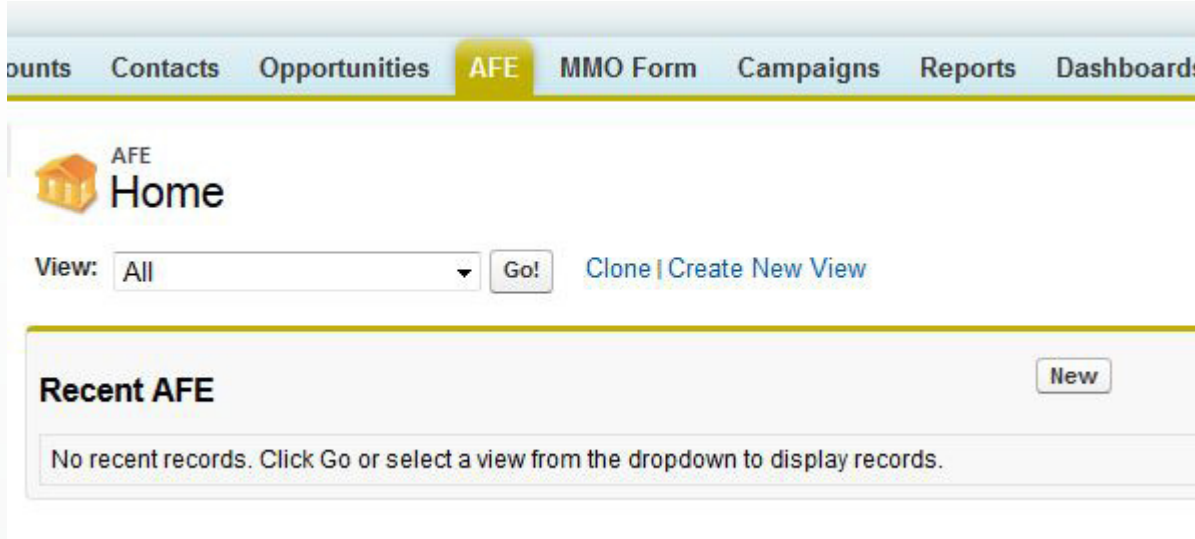 ounts Contacts Opportunities AFE MMO Form Campaigns Reports Dashboards
AFE
Home
View: All Go! Clone | Create New View
Recent AFE New
No recent records. Click Go or select a view from the dropdown to display records.